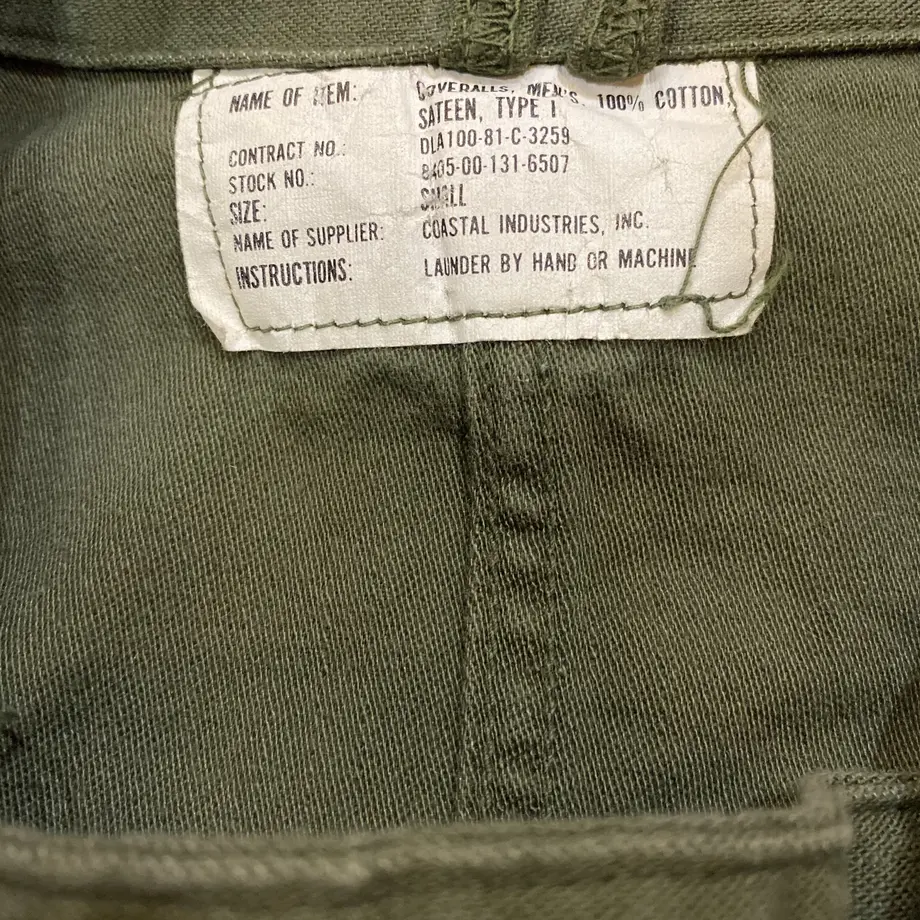 NAME OF ITEM: COVERALLS, MEN'S, 100% COTTON,
SATEEN, TYPE I
CONTRACT NO.: DLA100-81-C-3259
STOCK NO.: 8405-00-131-6507
SIZE: SMALL
NAME OF SUPPLIER: COASTAL INDUSTRIES, INC.
INSTRUCTIONS: LAUNDER BY HAND OR MACHINE